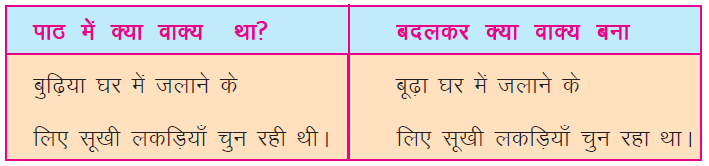 पाठ में क्या वाक्य था?
बदलकर क्या वाक्य बना
बुढ़िया घर में जलाने के
लिए सूखी लकड़ियाँ चुन रही थी।
बूढ़ा घर में जलाने के
लिए सूखी लकड़ियाँ चुन रहा था।